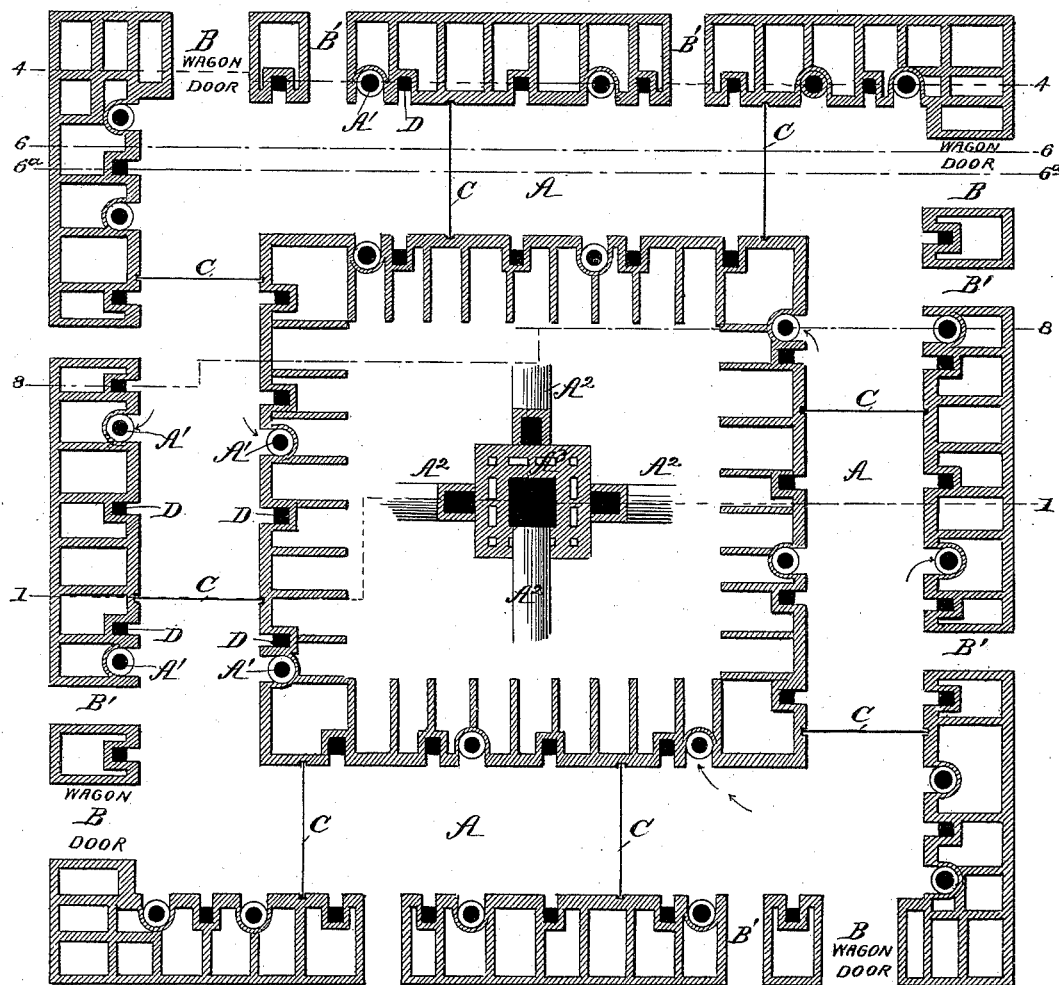 B B' B'
WAGON
DOOR
4 4
A' D
C
6 6
WAGON
6ª DOOR 6ª
C A
B
C
B'
8
8
A²
C
A' A'
A² A³ A²
A
D D
1
A²
1 C
D D
A' A'
B'
B'
C
WAGON
B
DOOR
C A C
B' B
WAGON
DOOR